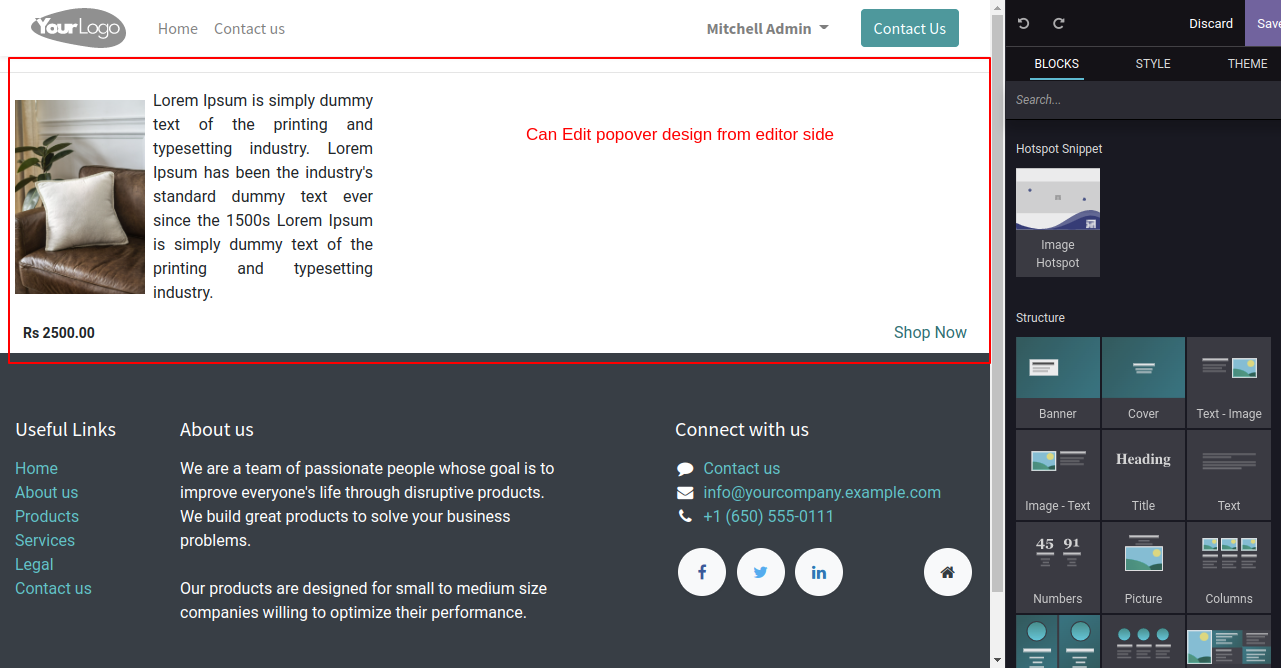 YourLogo
Home
Contact us
Mitchell Admin
Contact Us
Discard
Save
BLOCKS
STYLE
THEME
Search...
Lorem Ipsum is simply dummy
text of the printing and
typesetting industry. Lorem
Ipsum has been the industry's
standard dummy text ever
since the 1500s Lorem Ipsum
is simply dummy text of the
printing and typesetting
industry.
Can Edit popover design from editor side
Rs 2500.00
Shop Now
Hotspot Snippet
Image
Hotspot
Structure
Banner
Cover
Text - Image
Heading
Image - Text
Title
Text
45 91
Numbers
Picture
Columns
Useful Links
Home
About us
Products
Services
Legal
Contact us
About us
We are a team of passionate people whose goal is to
improve everyone's life through disruptive products.
We build great products to solve your business
problems.
Our products are designed for small to medium size
companies willing to optimize their performance.
Connect with us
Contact us
info@yourcompany.example.com
+1 (650) 555-0111